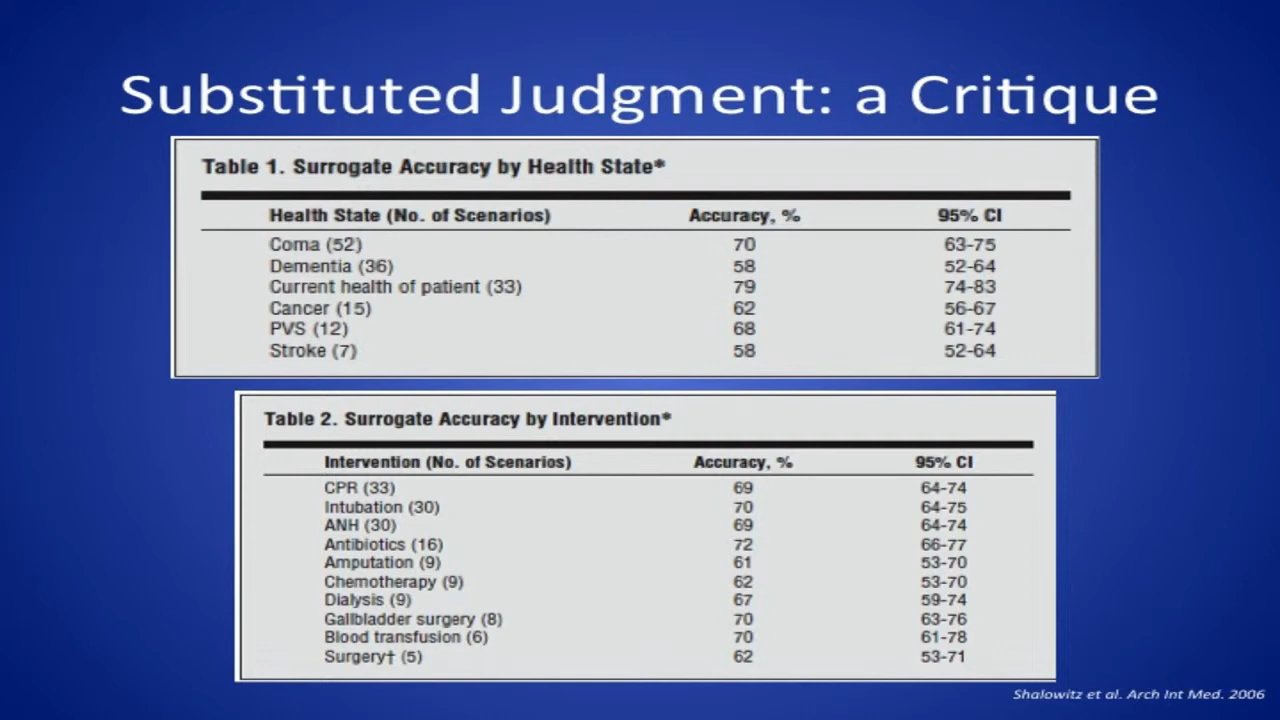 Substituted Judgment: a Critique
Table 1. Surrogate Accuracy by Health State*
Health State (No. of Scenarios) Accuracy, % 95% CI
Coma (52) 70 63-75
Dementia (36) 58 52-64
Current health of patient (33) 79 74-83
Cancer (15) 62 56-67
PVS (12) 68 61-74
Stroke (7) 58 52-64
Table 2. Surrogate Accuracy by Intervention*
Intervention (No. of Scenarios) Accuracy, % 95% CI
CPR (33) 69 64-74
Intubation (30) 70 64-75
ANH (30) 69 64-74
Antibiotics (16) 72 66-77
Amputation (9) 61 53-70
Chemotherapy (9) 62 53-70
Dialysis (9) 67 59-74
Gallbladder surgery (8) 70 63-76
Blood transfusion (6) 70 61-78
Surgery† (5) 62 53-71
Shalowitz et al. Arch Int Med. 2006